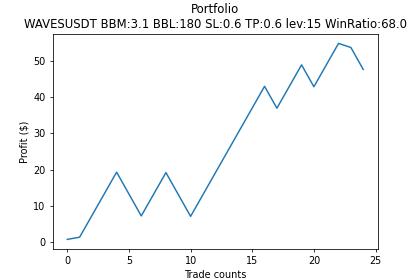 Portfolio
WAVESUSDT BBM:3.1 BBL:180 SL:0.6 TP:0.6 lev:15 WinRatio:68.0
Profit ($)
50
40
30
20
10
0
0 5 10 15 20 25
Trade counts